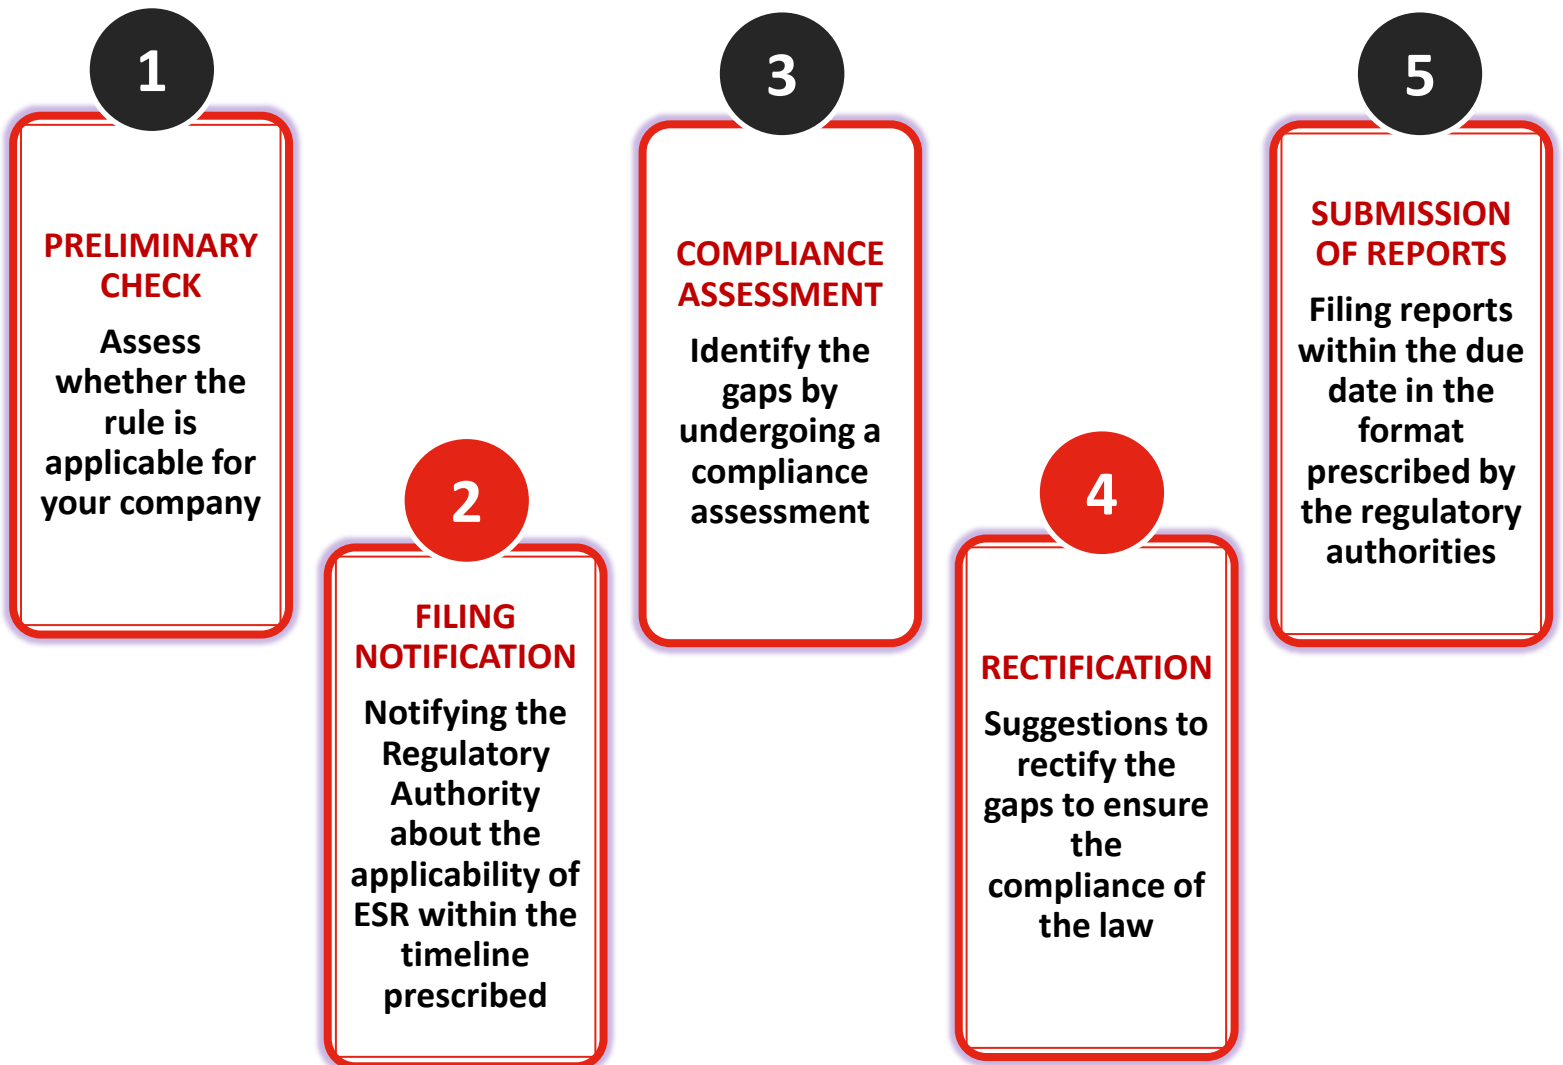 1
PRELIMINARY
CHECK
Assess
whether the
rule is
applicable for
your company
2
FILING
NOTIFICATION
Notifying the
Regulatory
Authority
about the
applicability of
ESR within the
timeline
prescribed
3
COMPLIANCE
ASSESSMENT
Identify the
gaps by
undergoing a
compliance
assessment
4
RECTIFICATION
Suggestions to
rectify the
gaps to ensure
the
compliance of
the law
5
SUBMISSION
OF REPORTS
Filing reports
within the due
date in the
format
prescribed by
the regulatory
authorities